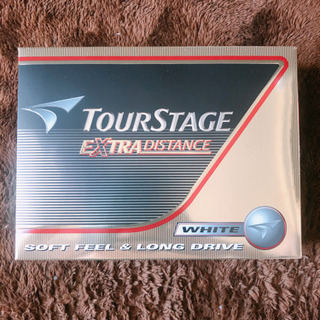 TOURSTAGE
EXTRA DISTANCE
WHITE
SOFT FEEL & LONG DRIVE